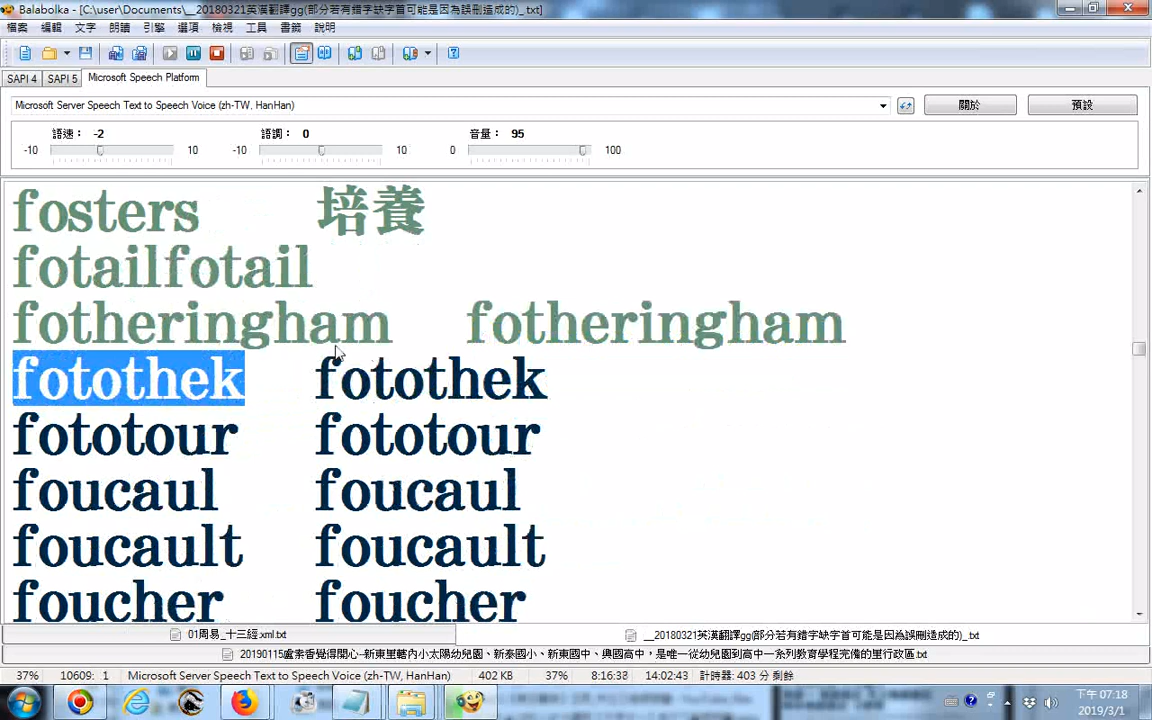 Balabolka - [C:\user\Documents\__20180321英漢翻譯gg(部分若有錯字缺字首可能是因為誤刪造成的)_.txt]
檔案 編輯 文字 朗讀 引擎 選項 檢視 工具 書籤 說明
SAPI 4 SAPI 5 Microsoft Speech Platform
Microsoft Server Speech Text to Speech Voice (zh-TW, HanHan) 關於 預設
語速： -2 語調： 0 音量： 95
-10 10 -10 10 0 100
fosters 培養
fotailfotail
fotheringham fotheringham
fotothek fotothek
fototour fototour
foucaul foucaul
foucault foucault
foucher foucher
01周易_十三經.xml.txt __20180321英漢翻譯gg(部分若有錯字缺字首可能是因為誤刪造成的)_.txt
20190115盧素香覺得開心-新東里轄內小太陽幼兒園、新泰國小、新東國中、興國高中，是唯一從幼兒園到高中一系列教育學程完備的里行政區.txt
37% 10609: 1 Microsoft Server Speech Text to Speech Voice (zh-TW, HanHan) 402 KB 37% 8:16:38 14:02:43 計時器: 403 分 剩餘
下午 07:18
2019/3/1